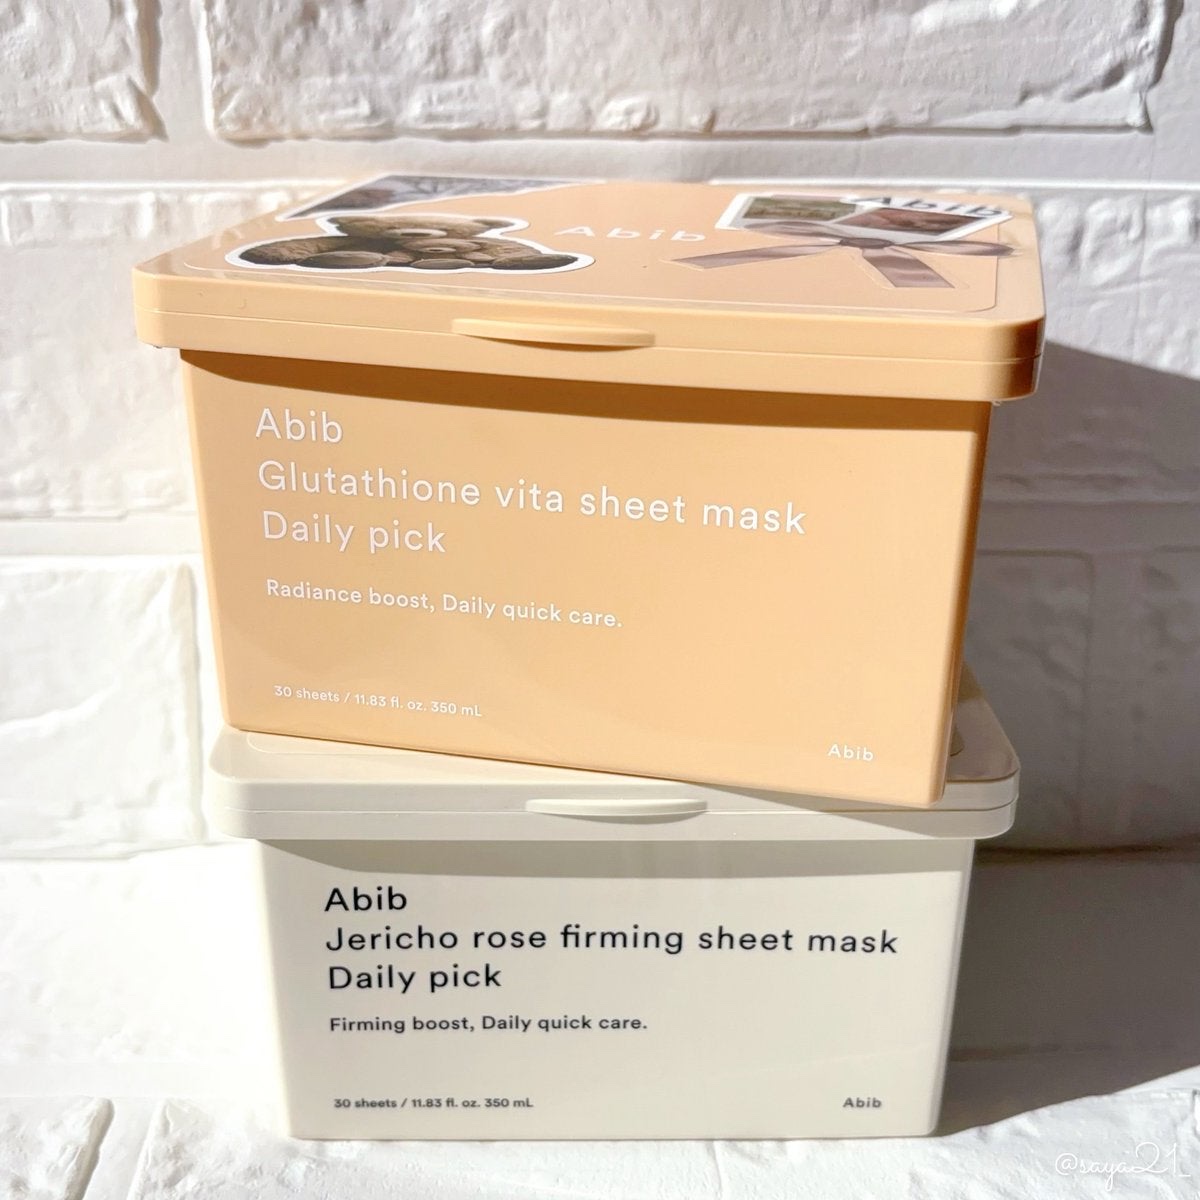 Abib
Abib
Abib
Glutathione vita sheet mask
Daily pick
Radiance boost, Daily quick care.
30 sheets / 11.83 fl. oz. 350 mL
Abib
Abib
Jericho rose firming sheet mask
Daily pick
Firming boost, Daily quick care.
30 sheets / 11.83 fl. oz. 350 mL
Abib
@saya21_